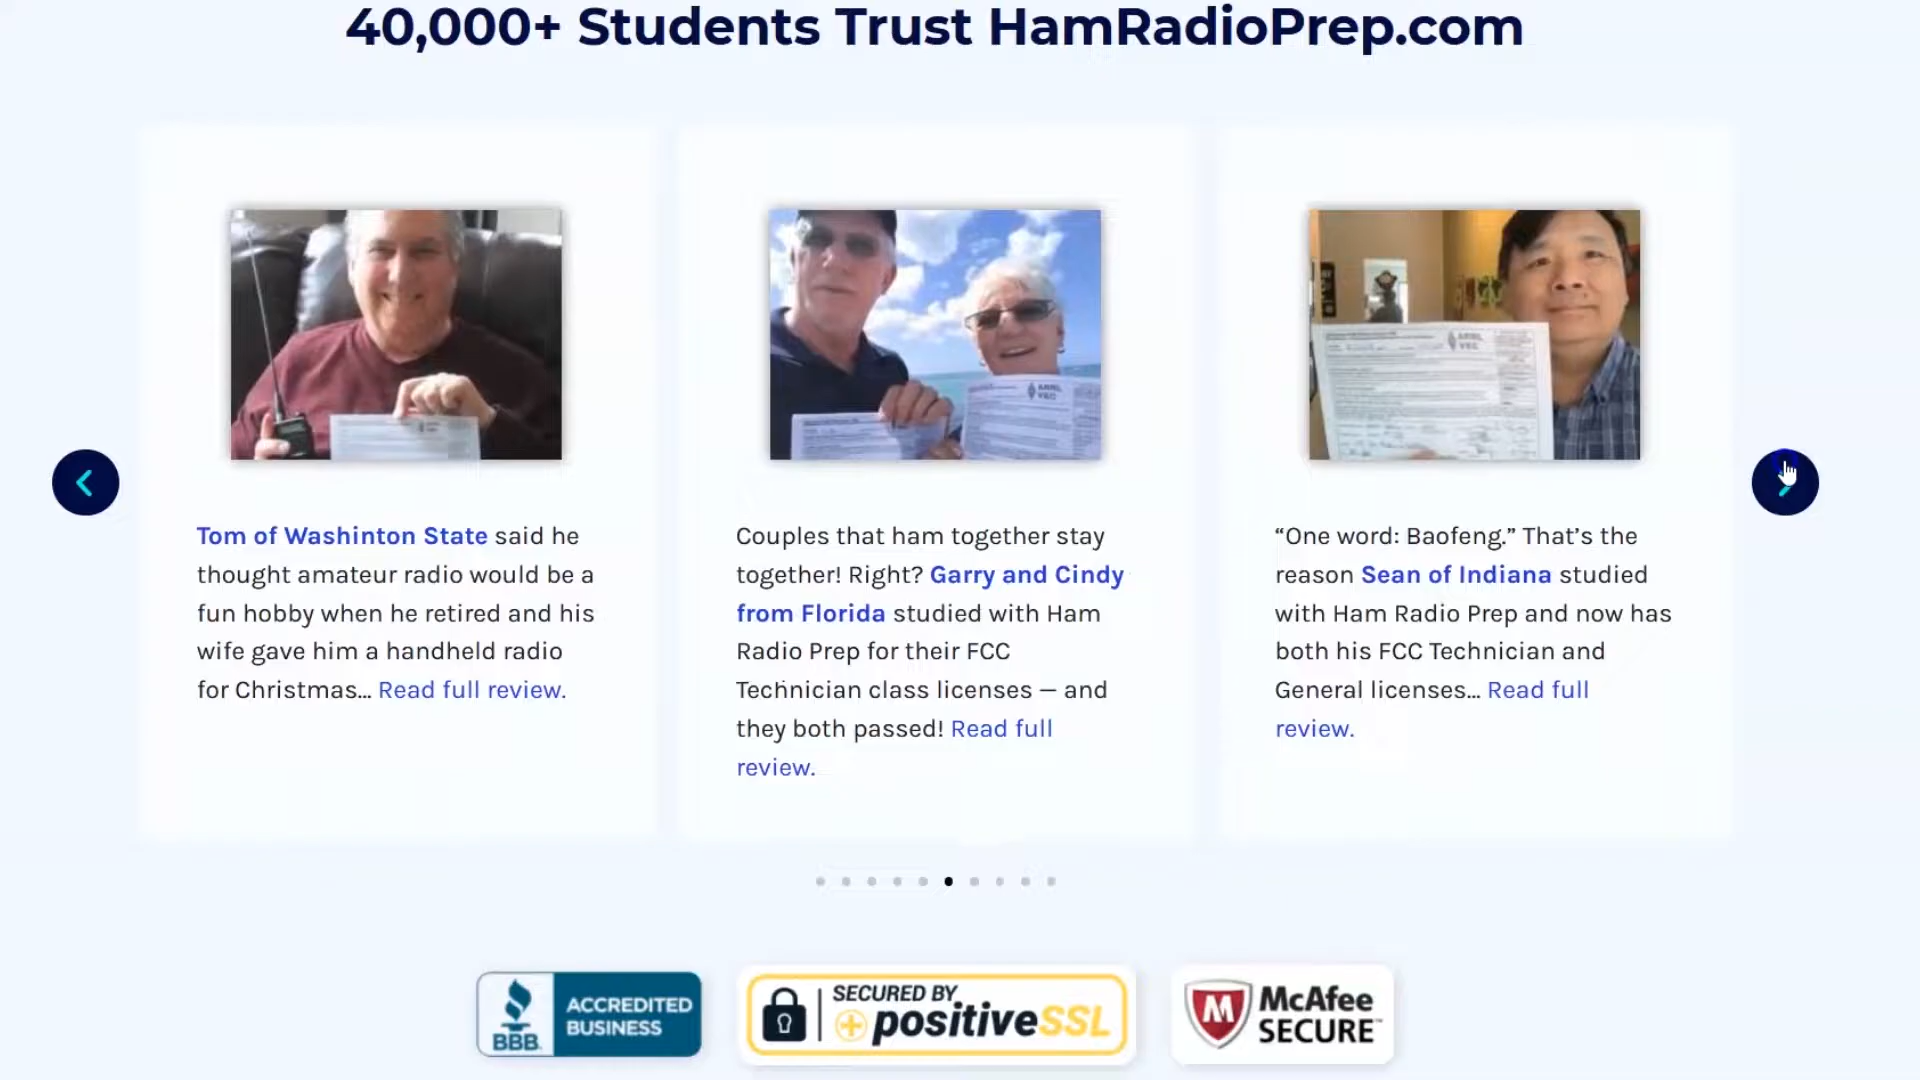 40,000+ Students Trust HamRadioPrep.com
Tom of Washinton State said he
thought amateur radio would be a
fun hobby when he retired and his
wife gave him a handheld radio
for Christmas... Read full review.
Couples that ham together stay
together! Right? Garry and Cindy
from Florida studied with Ham
Radio Prep for their FCC
Technician class licenses — and
they both passed! Read full
review.
“One word: Baofeng.” That’s the
reason Sean of Indiana studied
with Ham Radio Prep and now has
both his FCC Technician and
General licenses... Read full
review.
ARRL
VEC
ARRL
VEC
BBB
ACCREDITED
BUSINESS
SECURED BY
positiveSSL
McAfee
SECURE™